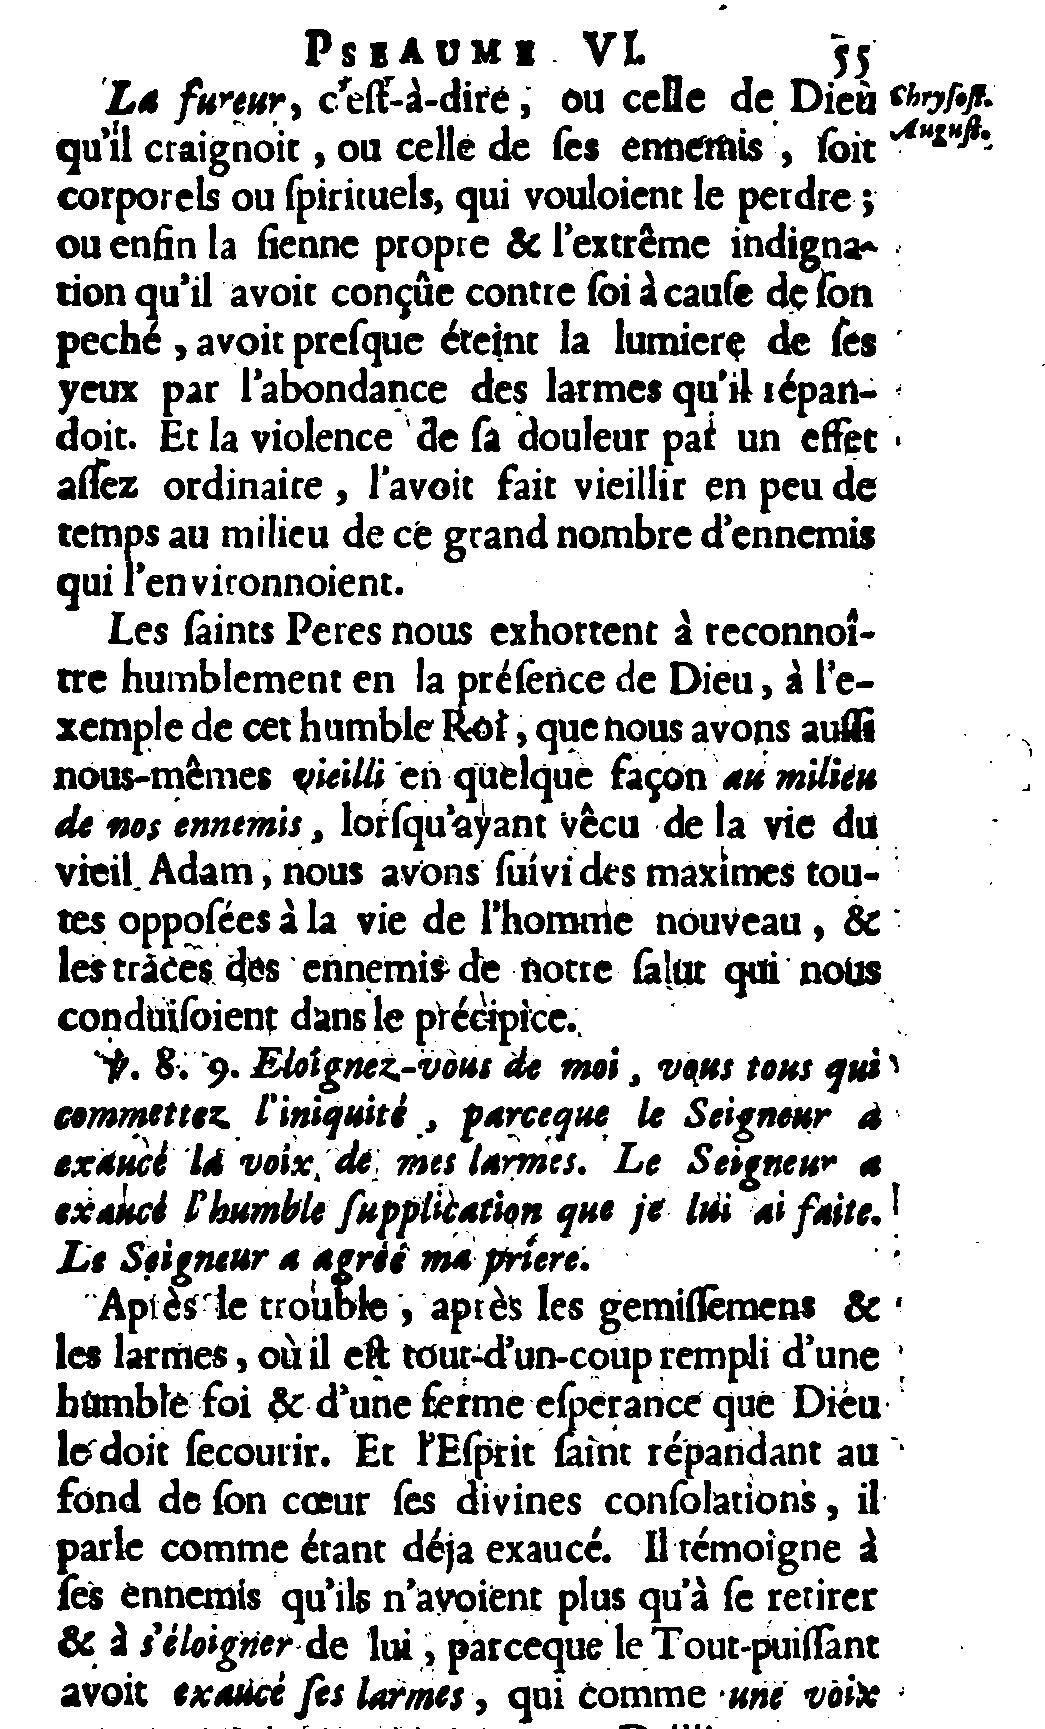 PSEAUME VI. 55
La fureur, c'eſt-à-dire, ou celle de Dieu
Chryſoſt.
qu'il craignoit, ou celle de ſes ennemis, ſoit
Auguſt.
corporels ou ſpirituels, qui vouloient le perdre;
ou enfin la ſienne propre & l'extrême indigna-
tion qu'il avoit conçûe contre ſoi à cauſe de ſon
peché, avoit preſque éteint la lumiere de ſes
yeux par l'abondance des larmes qu'il répan-
doit. Et la violence de ſa douleur par un effet
aſſez ordinaire, l'avoit fait vieillir en peu de
temps au milieu de ce grand nombre d'ennemis
qui l'environnoient.
Les ſaints Peres nous exhortent à reconnoî-
tre humblement en la préſence de Dieu, à l'e-
xemple de cet humble Roi, que nous avons auſſi
nous-mêmes vieilli en quelque façon au milieu
de nos ennemis, lorſqu'ayant vêcu de la vie du
vieil Adam, nous avons ſuivi des maximes tou-
tes oppoſées à la vie de l'homme nouveau, &
les traces des ennemis de notre ſalut qui nous
conduiſoient dans le précipice.
℣. 8. 9. Eloignez-vous de moi, vous tous qui
commettez l'iniquité, parceque le Seigneur a
exaucé la voix de mes larmes. Le Seigneur a
exaucé l'humble ſupplication que je lui ai faite.
Le Seigneur a agréé ma priere.
Après le trouble, après les gemiſſemens &
les larmes, où il eſt tout-d'un-coup rempli d'une
humble foi & d'une ferme eſperance que Dieu
le doit ſecourir. Et l'Eſprit ſaint répandant au
fond de ſon cœur ſes divines conſolations, il
parle comme étant déja exaucé. Il témoigne à
ſes ennemis qu'ils n'avoient plus qu'à ſe retirer
& à s'éloigner de lui, parceque le Tout-puiſſant
avoit exaucé ſes larmes, qui comme une voix